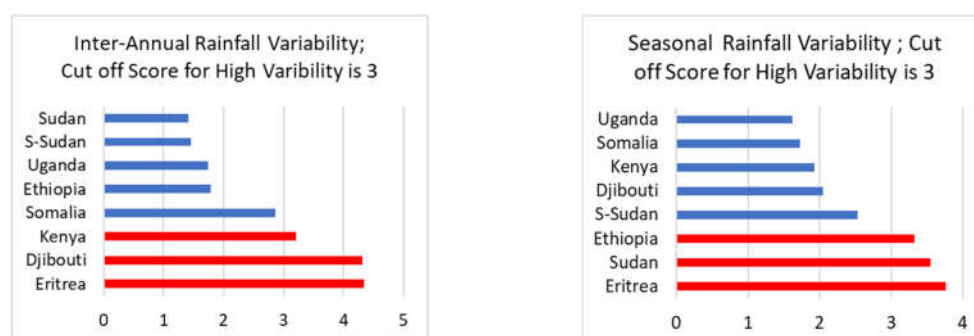 Inter-Annual Rainfall Variability;
Cut off Score for High Varibility is 3
Sudan
S-Sudan
Uganda
Ethiopia
Somalia
Kenya
Djibouti
Eritrea
0 1 2 3 4 5
Seasonal Rainfall Variability ; Cut
off Score for High Variability is 3
Uganda
Somalia
Kenya
Djibouti
S-Sudan
Ethiopia
Sudan
Eritrea
0 1 2 3 4